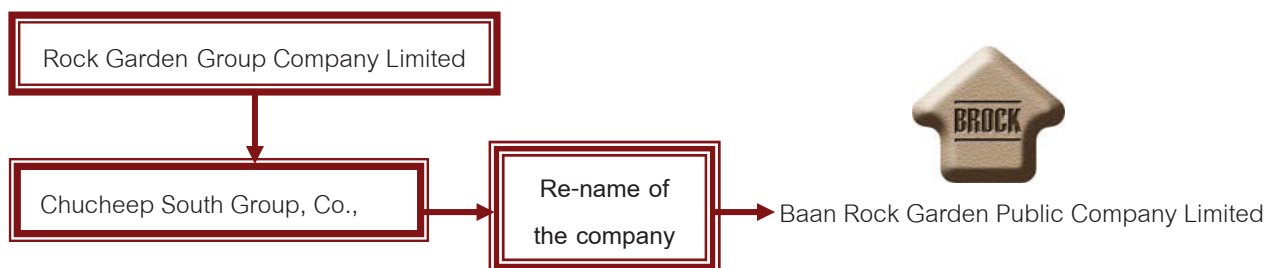 Rock Garden Group Company Limited
BROCK
Chucheep South Group, Co.,
Re-name of
the company
Baan Rock Garden Public Company Limited